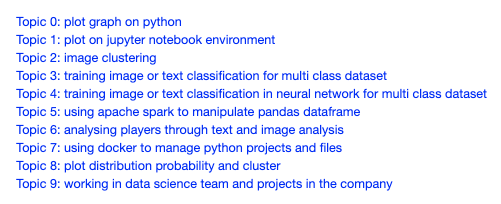 Topic 0: plot graph on python
Topic 1: plot on jupyter notebook environment
Topic 2: image clustering
Topic 3: training image or text classification for multi class dataset
Topic 4: training image or text classification in neural network for multi class dataset
Topic 5: using apache spark to manipulate pandas dataframe
Topic 6: analysing players through text and image analysis
Topic 7: using docker to manage python projects and files
Topic 8: plot distribution probability and cluster
Topic 9: working in data science team and projects in the company